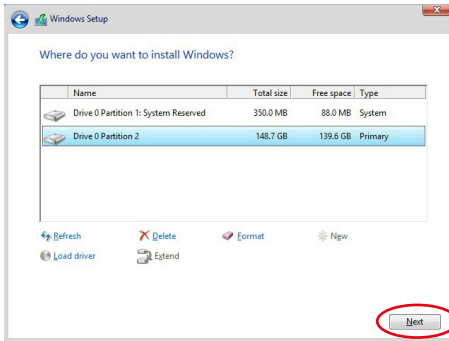 Windows Setup
Where do you want to install Windows?
Name Total size Free space Type
Drive 0 Partition 1: System Reserved 350.0 MB 88.0 MB System
Drive 0 Partition 2 148.7 GB 139.6 GB Primary
Refresh Delete Format New
Load driver Extend
Next